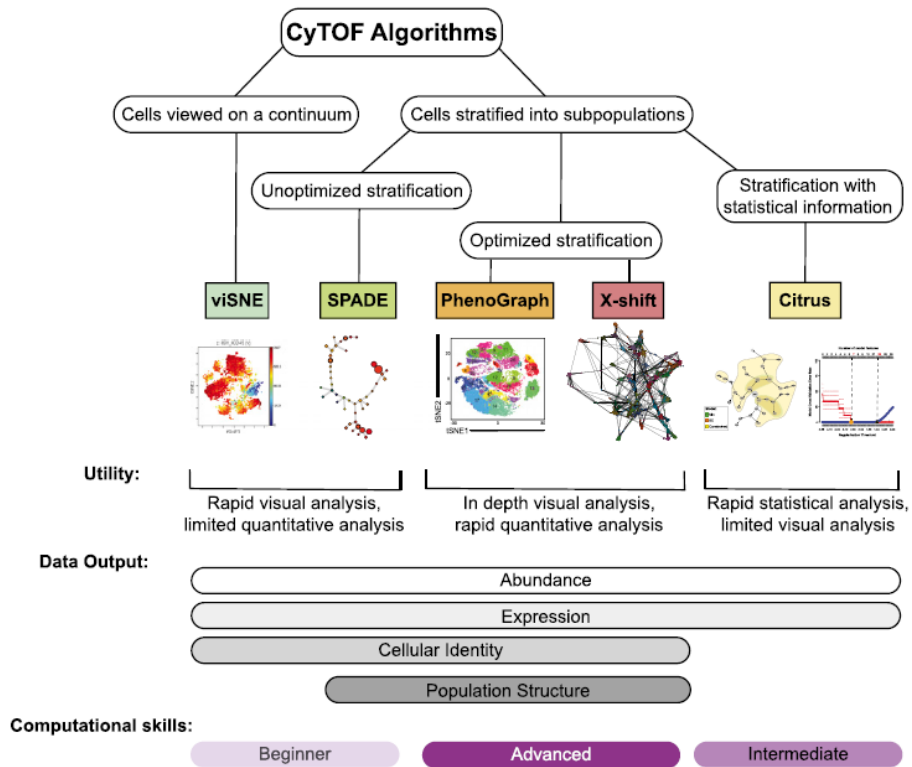 CyTOF Algorithms
Cells viewed on a continuum
Cells stratified into subpopulations
Unoptimized stratification
Stratification with
statistical information
Optimized stratification
viSNE
SPADE
PhenoGraph
X-shift
Citrus
tSNE2
tSNE1
Utility:
Rapid visual analysis,
limited quantitative analysis
In depth visual analysis,
rapid quantitative analysis
Rapid statistical analysis,
limited visual analysis
Data Output:
Abundance
Expression
Cellular Identity
Population Structure
Computational skills:
Beginner
Advanced
Intermediate